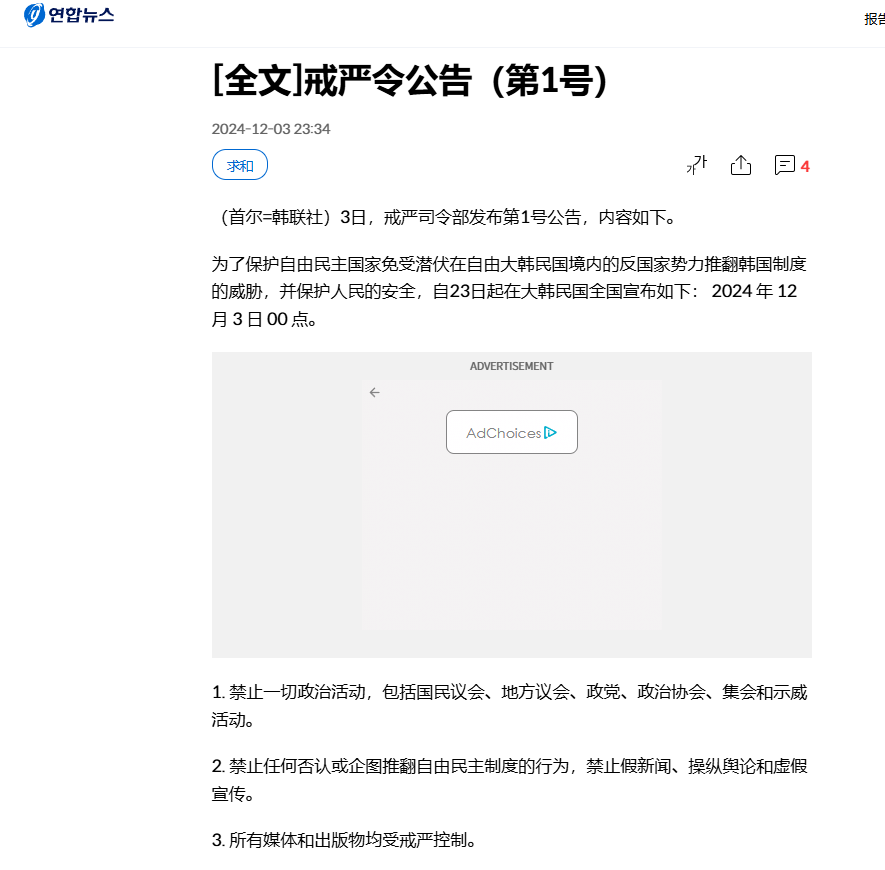 연합뉴스
报告
[全文]戒严令公告（第1号）
2024-12-03 23:34
求和
가가
4
（首尔=韩联社）3日，戒严司令部发布第1号公告，内容如下。
为了保护自由民主国家免受潜伏在自由大韩民国境内的反国家势力推翻韩国制度
的威胁，并保护人民的安全，自23日起在大韩民国全国宣布如下： 2024 年 12
月 3 日 00 点。
ADVERTISEMENT
AdChoices
1. 禁止一切政治活动，包括国民议会、地方议会、政党、政治协会、集会和示威
活动。
2. 禁止任何否认或企图推翻自由民主制度的行为，禁止假新闻、操纵舆论和虚假
宣传。
3. 所有媒体和出版物均受戒严控制。